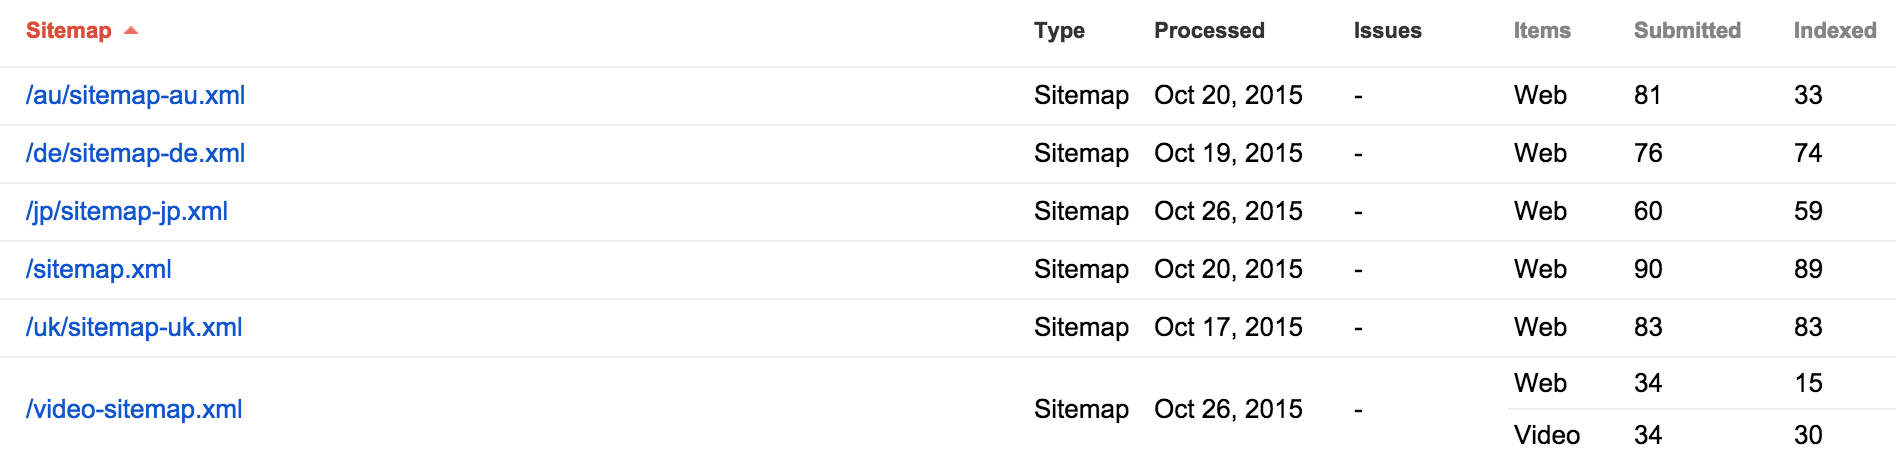 Sitemap Type Processed Issues Items Submitted Indexed
/au/sitemap-au.xml Sitemap Oct 20, 2015 - Web 81 33
/de/sitemap-de.xml Sitemap Oct 19, 2015 - Web 76 74
/jp/sitemap-jp.xml Sitemap Oct 26, 2015 - Web 60 59
/sitemap.xml Sitemap Oct 20, 2015 - Web 90 89
/uk/sitemap-uk.xml Sitemap Oct 17, 2015 - Web 83 83
Web 34 15
/video-sitemap.xml Sitemap Oct 26, 2015 -
Video 34 30